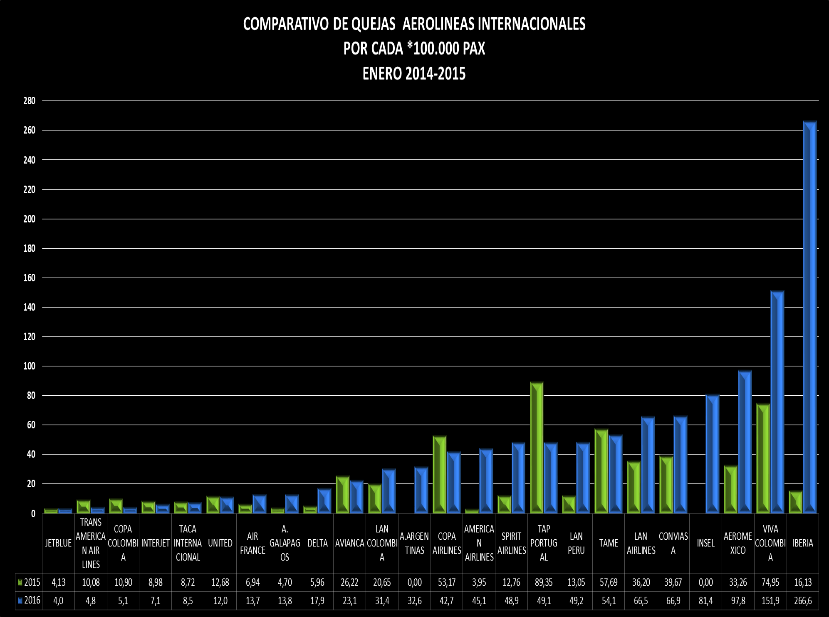 COMPARATIVO DE QUEJAS AEROLINEAS INTERNACIONALES
POR CADA *100.000 PAX
ENERO 2014-2015
280
260
240
220
200
180
160
140
120
100
80
60
40
20
0
JETBLUE
TRANS
AMERICA
N AIR
LINES
COPA
COLOMBI
A
INTERJET
TACA
INTERNA
CIONAL
UNITED
AIR
FRANCE
A.
GALAPAG
OS
DELTA
AVIANCA
LAN
COLOMBI
A
A.ARGEN
TINAS
COPA
AIRLINES
AMERICA
N
AIRLINES
SPIRIT
AIRLINES
TAP
PORTUG
AL
LAN
PERU
TAME
LAN
AIRLINES
CONVIAS
A
INSEL
AEROME
XICO
VIVA
COLOMBI
A
IBERIA
2015 4,13 10,08 10,90 8,98 8,72 12,68 6,94 4,70 5,96 26,22 20,65 0,00 53,17 3,95 12,76 89,35 13,05 57,69 36,20 39,67 0,00 33,26 74,95 16,13
2016 4,0 4,8 5,1 7,1 8,5 12,0 13,7 13,8 17,9 23,1 31,4 32,6 42,7 45,1 48,9 49,1 49,2 54,1 66,5 66,9 81,4 97,8 151,9 266,6